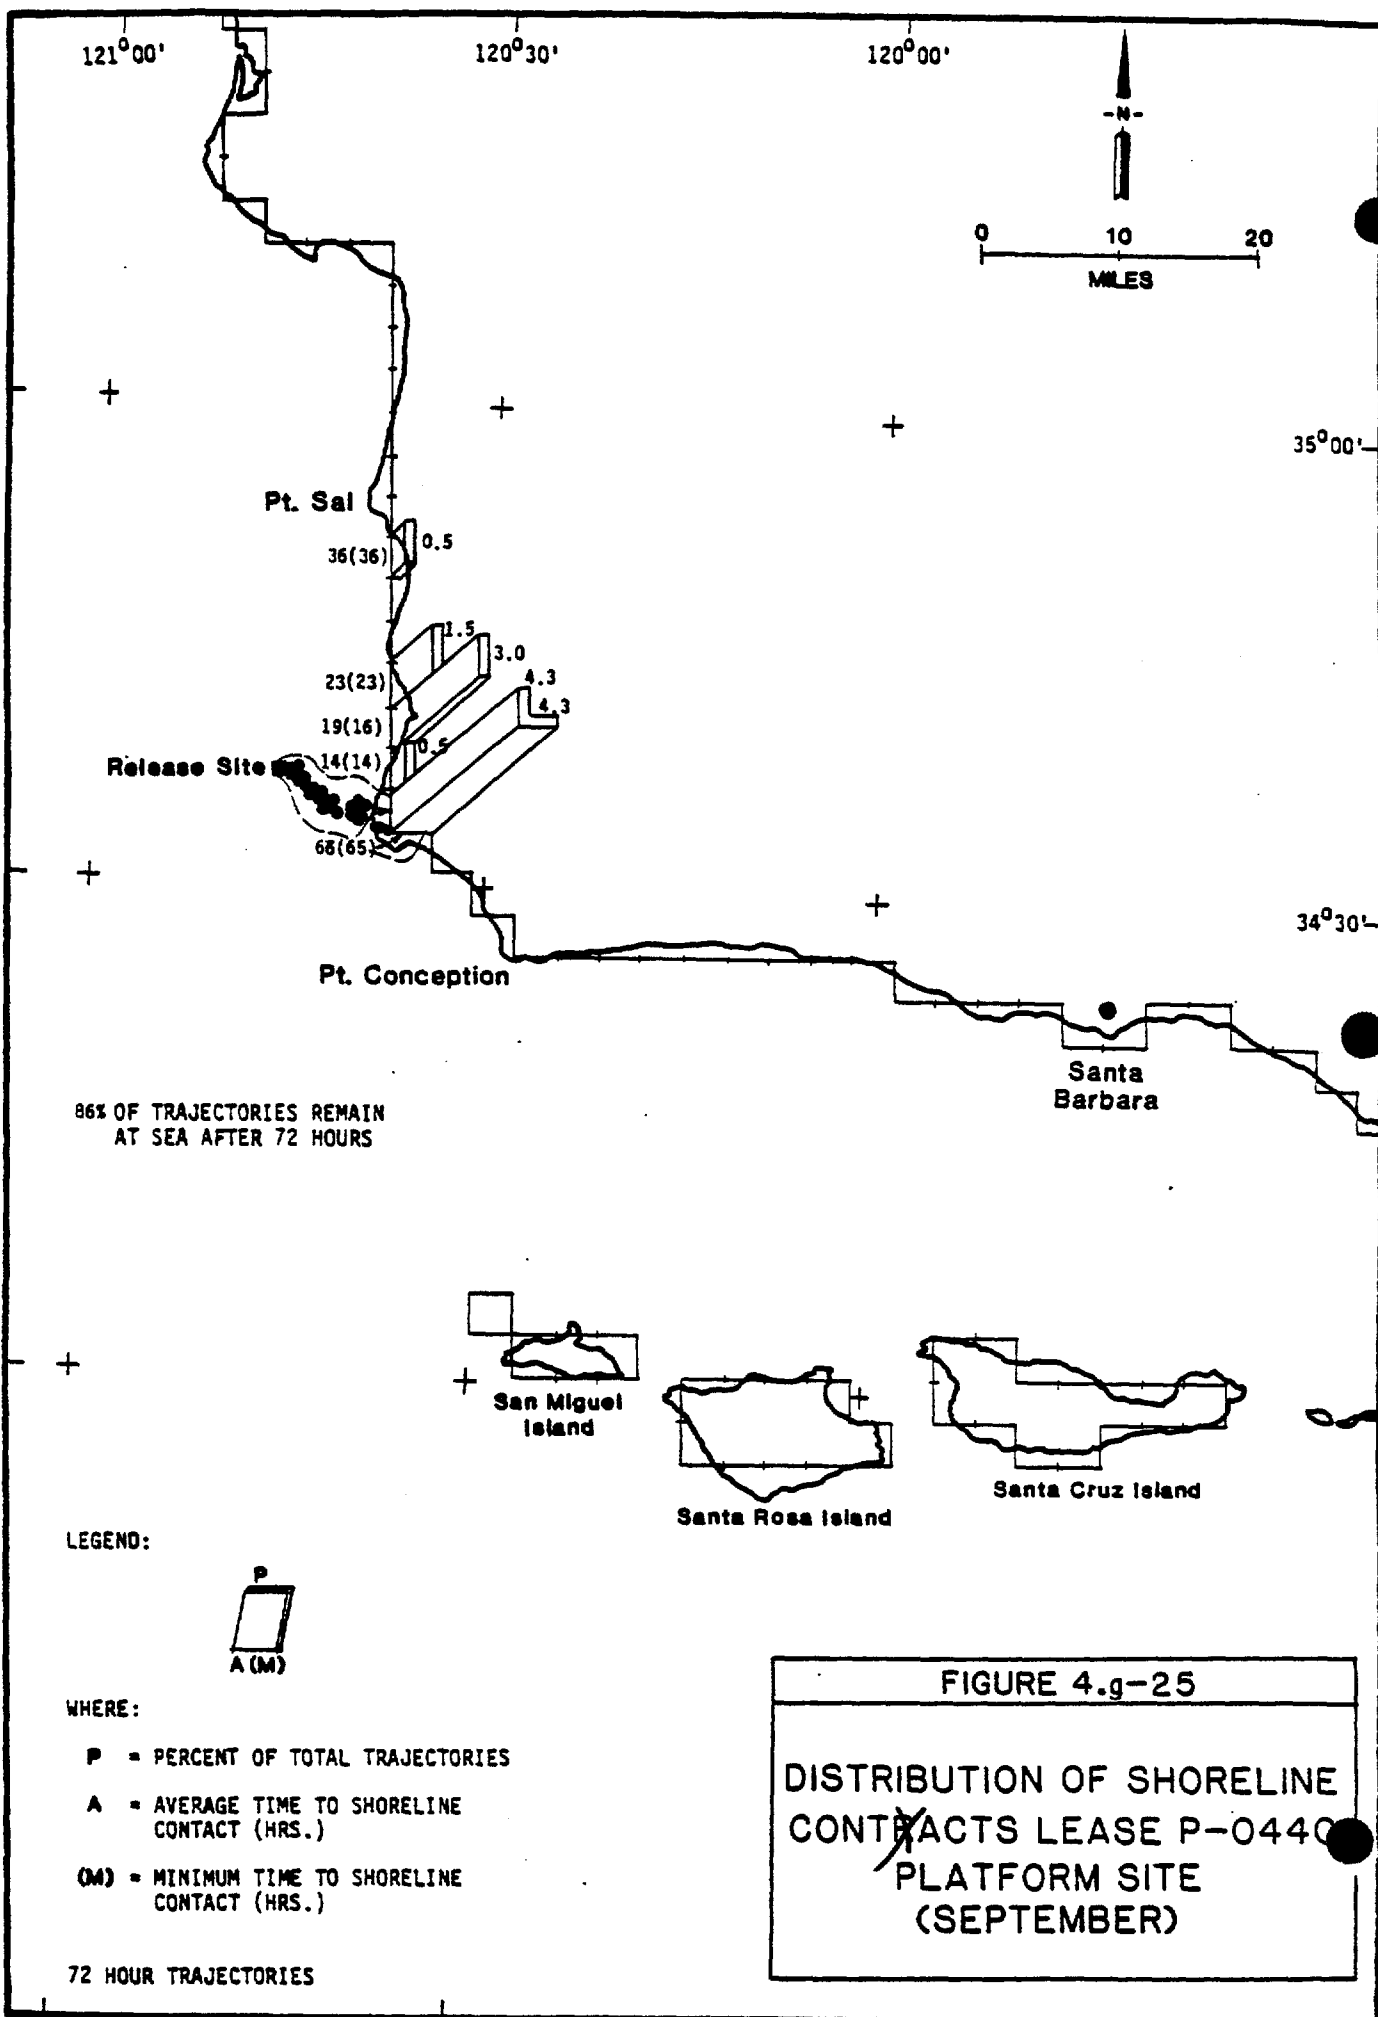 121°00'
120°30'
120°00'
-N-
0 10 20
MILES
35°00'
Pt. Sal
36(36)
0.5
1.5
3.0
23(23)
4.3
4.3
19(16)
0.5
14(14)
Release Site
66(65)
34°30'
Pt. Conception
Santa
Barbara
86% OF TRAJECTORIES REMAIN
AT SEA AFTER 72 HOURS
San Miguel
Island
Santa Rosa Island
Santa Cruz Island
LEGEND:
P
A(M)
WHERE:
P = PERCENT OF TOTAL TRAJECTORIES
A = AVERAGE TIME TO SHORELINE
CONTACT (HRS.)
(M) = MINIMUM TIME TO SHORELINE
CONTACT (HRS.)
72 HOUR TRAJECTORIES
FIGURE 4.g-25
DISTRIBUTION OF SHORELINE
CONTRACTS LEASE P-0440
PLATFORM SITE
(SEPTEMBER)